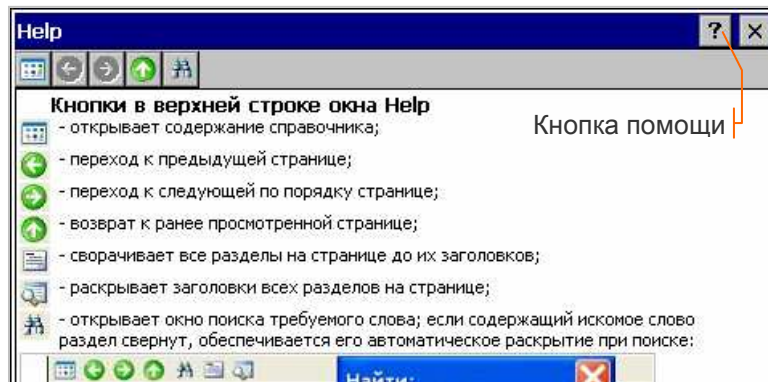 Help
?
Кнопки в верхней строке окна Help
- открывает содержание справочника;
Кнопка помощи
- переход к предыдущей странице;
- переход к следующей по порядку странице;
- возврат к ранее просмотренной странице;
- сворачивает все разделы на странице до их заголовков;
- раскрывает заголовки всех разделов на странице;
- открывает окно поиска требуемого слова; если содержащий искомое слово
раздел свернут, обеспечивается его автоматическое раскрытие при поиске:
Найти: